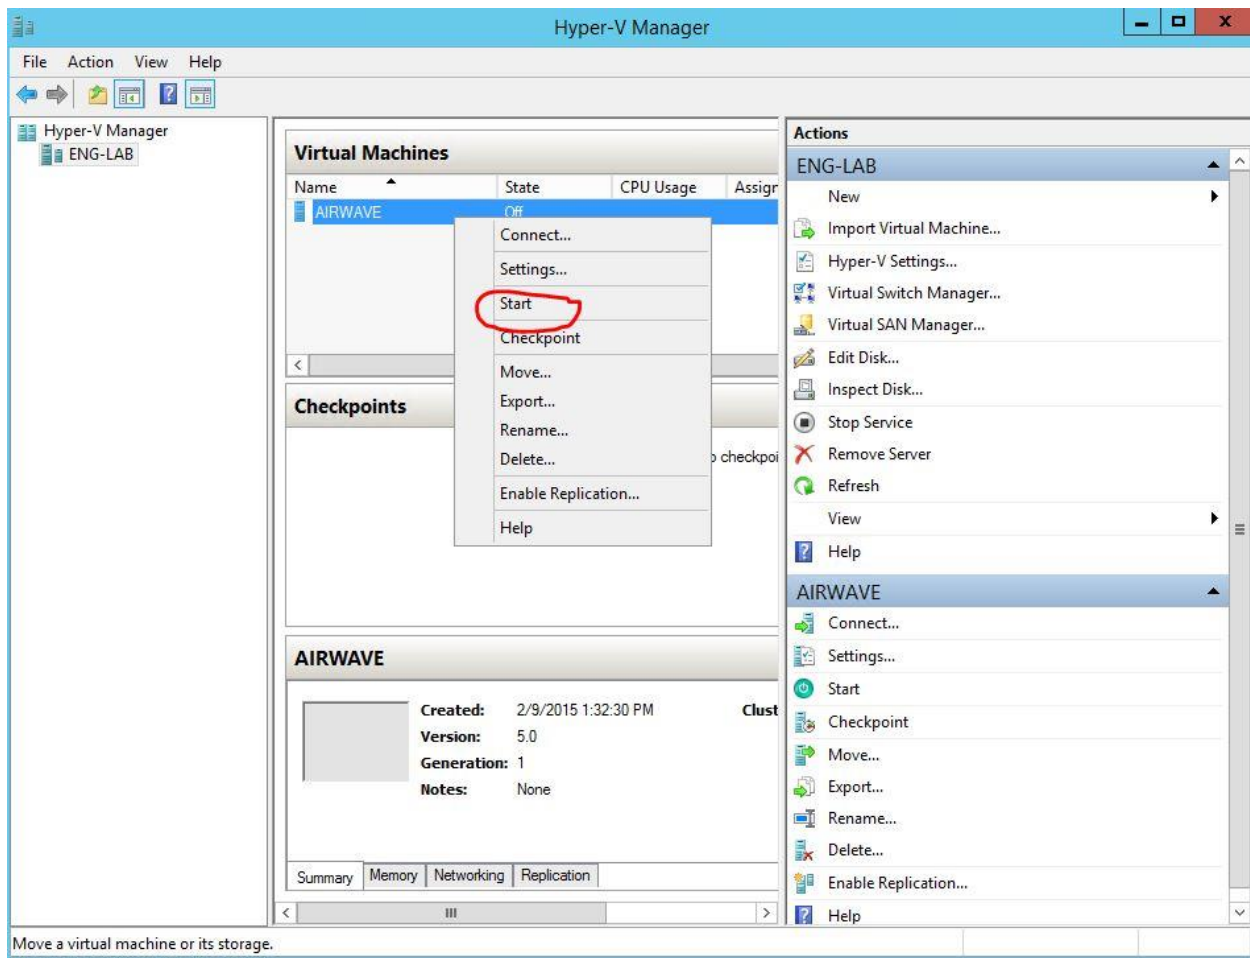 Hyper-V Manager
File Action View Help
Hyper-V Manager
ENG-LAB
Virtual Machines
Name State CPU Usage Assign
AIRWAVE Off
Connect...
Settings...
Start
Checkpoint
Move...
Export...
Rename...
Delete...
Enable Replication...
Help
Checkpoints
checkpoi
AIRWAVE
Created: 2/9/2015 1:32:30 PM Clust
Version: 5.0
Generation: 1
Notes: None
Summary Memory Networking Replication
Actions
ENG-LAB
New
Import Virtual Machine...
Hyper-V Settings...
Virtual Switch Manager...
Virtual SAN Manager...
Edit Disk...
Inspect Disk...
Stop Service
Remove Server
Refresh
View
Help
AIRWAVE
Connect...
Settings...
Start
Checkpoint
Move...
Export...
Rename...
Delete...
Enable Replication...
Help
Move a virtual machine or its storage.